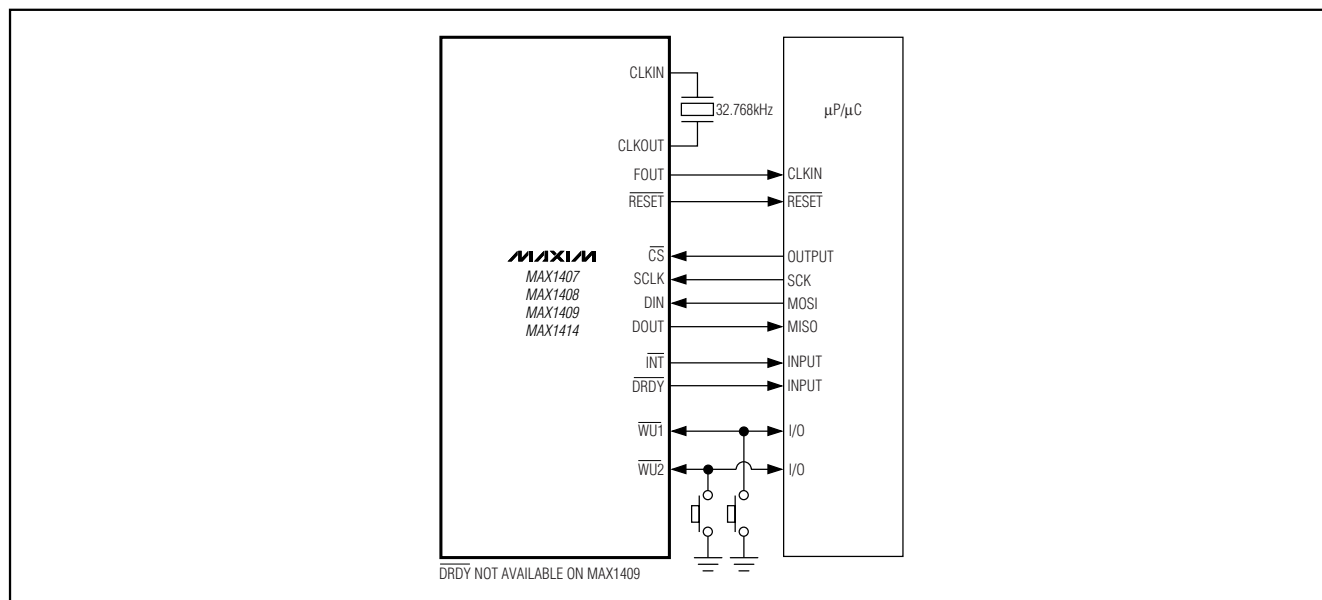 CLKIN
32.768kHz
µP/µC
CLKOUT
FOUT
CLKIN
RESET
RESET
MAXIM
MAX1407
MAX1408
MAX1409
MAX1414
CS
OUTPUT
SCLK
SCK
DIN
MOSI
DOUT
MISO
INT
INPUT
DRDY
INPUT
WU1
I/O
WU2
I/O
DRDY NOT AVAILABLE ON MAX1409